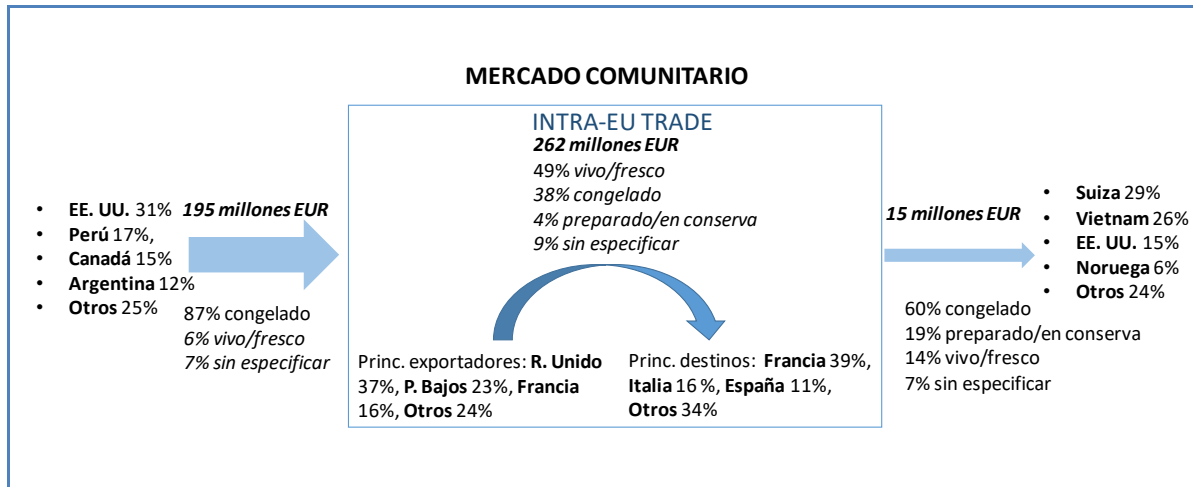 MERCADO COMUNITARIO
• EE. UU. 31%
• Perú 17%,
• Canadá 15%
• Argentina 12%
• Otros 25%
195 millones EUR
87% congelado
6% vivo/fresco
7% sin especificar
INTRA-EU TRADE
262 millones EUR
49% vivo/fresco
38% congelado
4% preparado/en conserva
9% sin especificar
Princ. exportadores: R. Unido
37%, P. Bajos 23%, Francia
16%, Otros 24%
Princ. destinos: Francia 39%,
Italia 16 %, España 11%,
Otros 34%
15 millones EUR
• Suiza 29%
• Vietnam 26%
• EE. UU. 15%
• Noruega 6%
• Otros 24%
60% congelado
19% preparado/en conserva
14% vivo/fresco
7% sin especificar